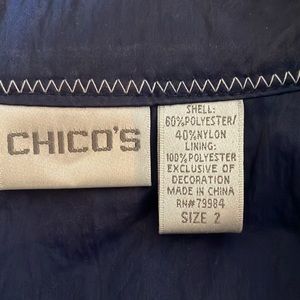 CHICO'S
SHELL:
60%POLYESTER/
40%NYLON
LINING:
100%POLYESTER
EXCLUSIVE OF
DECORATION
MADE IN CHINA
RN#79984
SIZE 2